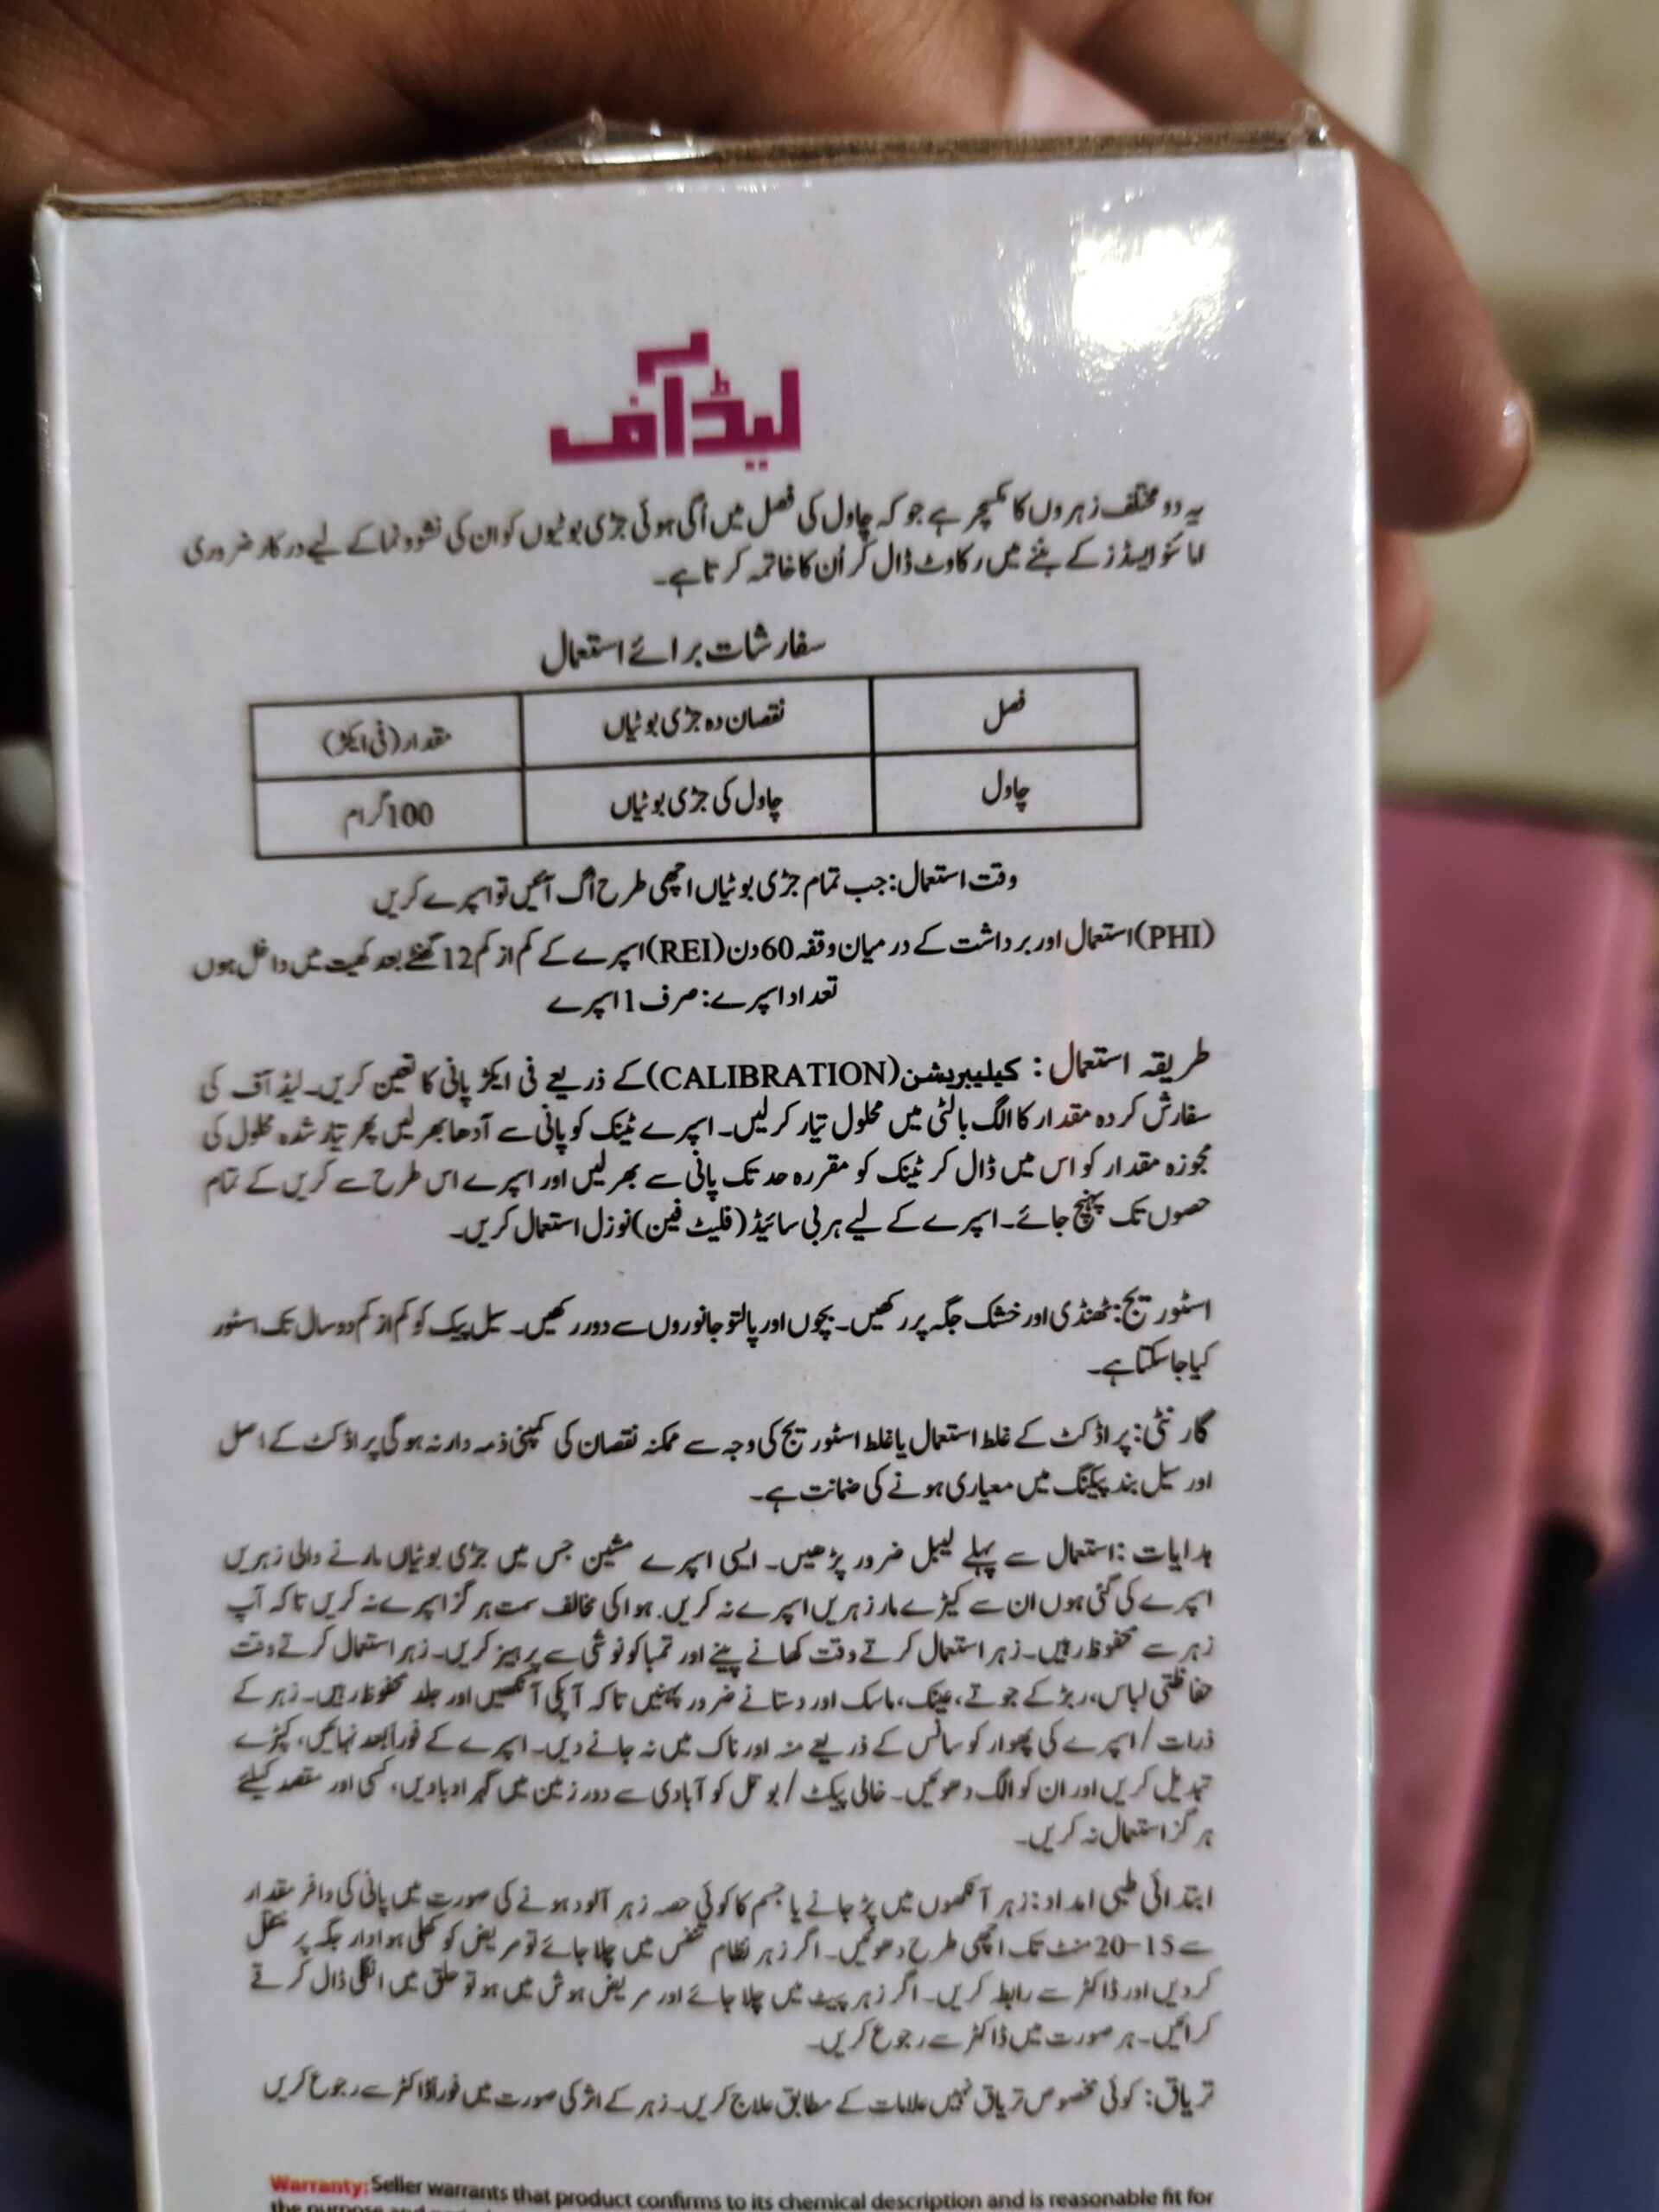 لیڈ آف
یہ دو مختلف زہروں کا مکسچر ہے جو کہ چاول کی فصل میں اُگی ہوئی جڑی بوٹیوں کو ان کی نشوونما کے لیے درکار ضروری
امائنو ایسڈز کے بننے میں رکاوٹ ڈال کر اُن کا خاتمہ کرتا ہے۔
سفارشات برائے استعمال
فصل نقصان دہ جڑی بوٹیاں مقدار (فی ایکڑ)
چاول چاول کی جڑی بوٹیاں 100 گرام
وقت استعمال: جب تمام جڑی بوٹیاں اچھی طرح اُگ آئیں تو اسپرے کریں
(PHI) استعمال اور برداشت کے درمیان وقفہ 60 دن (REI) اسپرے کے کم از کم 12 گھنٹے بعد کھیت میں داخل ہوں
تعداد اسپرے: صرف 1 اسپرے
طریقہ استعمال: کیلیبریشن (CALIBRATION) کے ذریعے فی ایکڑ پانی کا تعین کریں۔ لیڈ آف کی
سفارش کردہ مقدار کا الگ بالٹی میں محلول تیار کر لیں۔ اسپرے ٹینک کو پانی سے آدھا بھر لیں پھر تیار شدہ محلول کی
مجوزہ مقدار کو اس میں ڈال کر ٹینک کو مقررہ حد تک پانی سے بھر لیں اور اسپرے اس طرح سے کریں کے تمام
حصوں تک پہنچ جائے۔ اسپرے کے لیے ہربی سائیڈ (فلیٹ فین) نوزل استعمال کریں۔
اسٹوریج: ٹھنڈی اور خشک جگہ پر رکھیں۔ بچوں اور پالتو جانوروں سے دور رکھیں۔ سیل پیک کو کم از کم دو سال تک اسٹور
کیا جا سکتا ہے۔
گارنٹی: پراڈکٹ کے غلط استعمال یا غلط اسٹوریج کی وجہ سے ممکنہ نقصان کی کمپنی ذمہ دار نہ ہو گی پراڈکٹ کے اصل
اور سیل بند پیکنگ میں معیاری ہونے کی ضمانت ہے۔
ہدایات: استعمال سے پہلے لیبل ضرور پڑھیں۔ ایسی اسپرے مشین جس میں جڑی بوٹیاں مارنے والی زہریں
اسپرے کی گئی ہوں ان سے کیڑے مار زہریں اسپرے نہ کریں۔ ہوا کی مخالف سمت ہر گز اسپرے نہ کریں تاکہ آپ
زہر سے محفوظ رہیں۔ زہر استعمال کرتے وقت کھانے پینے اور تمباکو نوشی سے پرہیز کریں۔ زہر استعمال کرتے وقت
حفاظتی لباس، ربڑ کے جوتے، عینک، ماسک اور دستانے ضرور پہنیں تاکہ آپکی آنکھیں اور جلد محفوظ رہیں۔ زہر کے
ذرات / اسپرے کی پھوار کو سانس کے ذریعے منہ اور ناک میں نہ جانے دیں۔ اسپرے کے فوراً بعد نہائیں، کپڑے
تبدیل کریں اور ان کو الگ دھوئیں۔ خالی پیکٹ / بوتل کو آبادی سے دور زمین میں گہرا دبا دیں، کسی اور مقصد کیلئے
ہر گز استعمال نہ کریں۔
ابتدائی طبی امداد: زہر آنکھوں میں پڑ جانے یا جسم کا کوئی حصہ زہر آلود ہونے کی صورت میں پانی کی وافر مقدار
سے 15-20 منٹ تک اچھی طرح دھوئیں۔ اگر زہر نظام تنفس میں چلا جائے تو مریض کو کھلی ہوادار جگہ پر منتقل
کر دیں اور ڈاکٹر سے رابطہ کریں۔ اگر زہر پیٹ میں چلا جائے اور مریض ہوش میں ہو تو حلق میں انگلی ڈال کر قے
کرائیں۔ ہر صورت میں ڈاکٹر سے رجوع کریں۔
تریاق: کوئی مخصوص تریاق نہیں علامات کے مطابق علاج کریں۔ زہر کے اثر کی صورت میں فوراً ڈاکٹر سے رجوع کریں
Warranty: Seller warrants that product confirms to its chemical description and is reasonable fit for